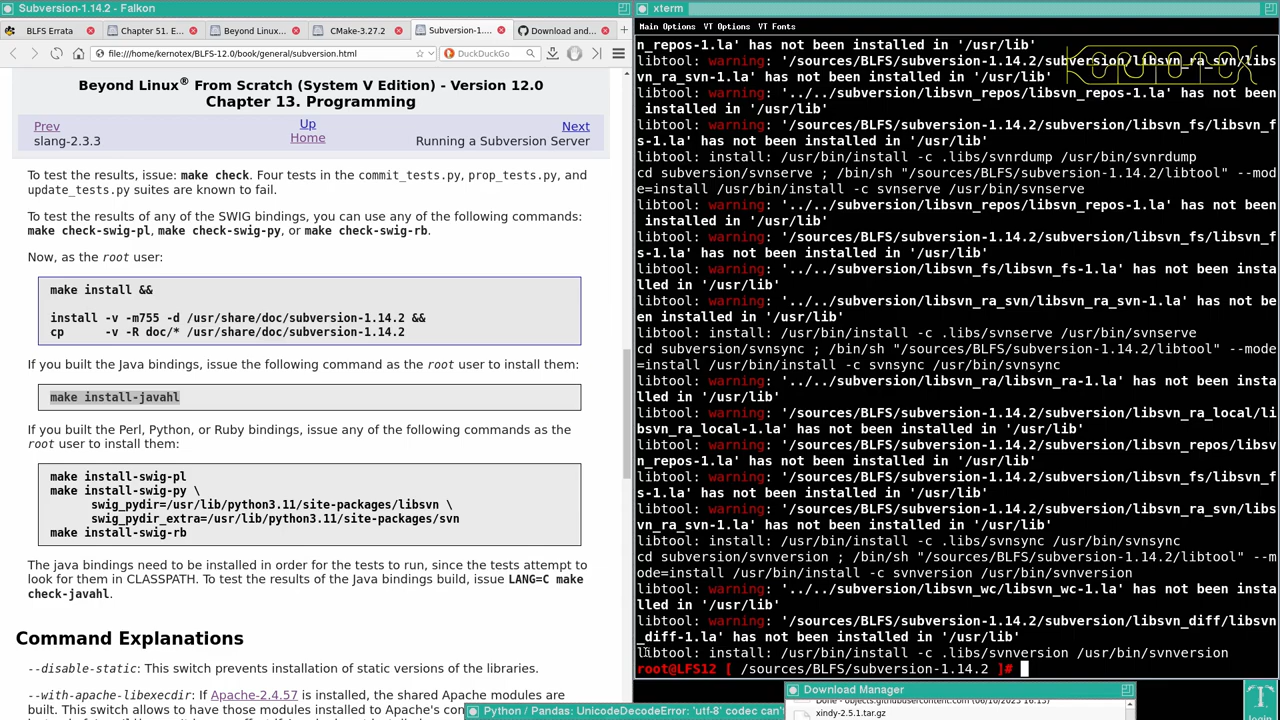 Subversion-1.14.2 - Falkon
BLFS Errata
Chapter 51. E
Beyond Linux
CMake-3.27.2
Subversion-1.
Download an
file:///home/kernotex/BLFS-12.0/book/general/subversion.html
DuckDuckGo
Beyond Linux® From Scratch (System V Edition) - Version 12.0
Chapter 13. Programming
Prev
Up
Next
slang-2.3.3
Home
Running a Subversion Server
To test the results, issue: make check. Four tests in the commit_tests.py, prop_tests.py, and
update_tests.py suites are known to fail.
To test the results of any of the SWIG bindings, you can use any of the following commands:
make check-swig-pl, make check-swig-py, or make check-swig-rb.
Now, as the root user:
make install &&
install -v -m755 -d /usr/share/doc/subversion-1.14.2 &&
cp      -v -R doc/* /usr/share/doc/subversion-1.14.2
If you built the Java bindings, issue the following command as the root user to install them:
make install-javahl
If you built the Perl, Python, or Ruby bindings, issue any of the following commands as the
root user to install them:
make install-swig-pl
make install-swig-py \
swig_pydir=/usr/lib/python3.11/site-packages/libsvn \
swig_pydir_extra=/usr/lib/python3.11/site-packages/svn
make install-swig-rb
The java bindings need to be installed in order for the tests to run, since the tests attempt to
look for them in CLASSPATH. To test the results of the Java bindings build, issue LANG=C make
check-javahl.
Command Explanations
--disable-static: This switch prevents installation of static versions of the libraries.
--with-apache-libexecdir: If Apache-2.4.57 is installed, the shared Apache modules are
built. This switch allows to have those modules installed to Apache's con
xterm
Main Options  VT Options  VT Fonts
n_repos-1.la' has not been installed in '/usr/lib'
libtool: warning: '/sources/BLFS/subversion-1.14.2/subversion/libsvn_ra_svn/libs
vn_ra_svn-1.la' has not been installed in '/usr/lib'
libtool: warning: '../../subversion/libsvn_repos/libsvn_repos-1.la' has not been
installed in '/usr/lib'
libtool: warning: '/sources/BLFS/subversion-1.14.2/subversion/libsvn_fs/libsvn_f
s-1.la' has not been installed in '/usr/lib'
libtool: install: /usr/bin/install -c .libs/svnrdump /usr/bin/svnrdump
cd subversion/svnserve ; /bin/sh "/sources/BLFS/subversion-1.14.2/libtool" --mod
e=install /usr/bin/install -c svnserve /usr/bin/svnserve
libtool: warning: '../../subversion/libsvn_repos/libsvn_repos-1.la' has not been
installed in '/usr/lib'
libtool: warning: '/sources/BLFS/subversion-1.14.2/subversion/libsvn_fs/libsvn_f
s-1.la' has not been installed in '/usr/lib'
libtool: warning: '../../subversion/libsvn_fs/libsvn_fs-1.la' has not been insta
lled in '/usr/lib'
libtool: warning: '../../subversion/libsvn_ra_svn/libsvn_ra_svn-1.la' has not be
en installed in '/usr/lib'
libtool: install: /usr/bin/install -c .libs/svnserve /usr/bin/svnserve
cd subversion/svnsync ; /bin/sh "/sources/BLFS/subversion-1.14.2/libtool" --mode
=install /usr/bin/install -c svnsync /usr/bin/svnsync
libtool: warning: '../../subversion/libsvn_ra/libsvn_ra-1.la' has not been insta
lled in '/usr/lib'
libtool: warning: '/sources/BLFS/subversion-1.14.2/subversion/libsvn_ra_local/li
bsvn_ra_local-1.la' has not been installed in '/usr/lib'
libtool: warning: '/sources/BLFS/subversion-1.14.2/subversion/libsvn_repos/libsv
n_repos-1.la' has not been installed in '/usr/lib'
libtool: warning: '/sources/BLFS/subversion-1.14.2/subversion/libsvn_fs/libsvn_f
s-1.la' has not been installed in '/usr/lib'
libtool: warning: '/sources/BLFS/subversion-1.14.2/subversion/libsvn_ra_svn/libs
vn_ra_svn-1.la' has not been installed in '/usr/lib'
libtool: install: /usr/bin/install -c .libs/svnsync /usr/bin/svnsync
cd subversion/svnversion ; /bin/sh "/sources/BLFS/subversion-1.14.2/libtool" --m
ode=install /usr/bin/install -c svnversion /usr/bin/svnversion
libtool: warning: '../../subversion/libsvn_wc/libsvn_wc-1.la' has not been insta
lled in '/usr/lib'
libtool: warning: '/sources/BLFS/subversion-1.14.2/subversion/libsvn_diff/libsvn
_diff-1.la' has not been installed in '/usr/lib'
libtool: install: /usr/bin/install -c .libs/svnversion /usr/bin/svnversion
root@LFS12 [ /sources/BLFS/subversion-1.14.2 ]#
Download Manager
xindy-2.5.1.tar.gz
Python / Pandas: UnicodeDecodeError: 'utf-8' codec can't